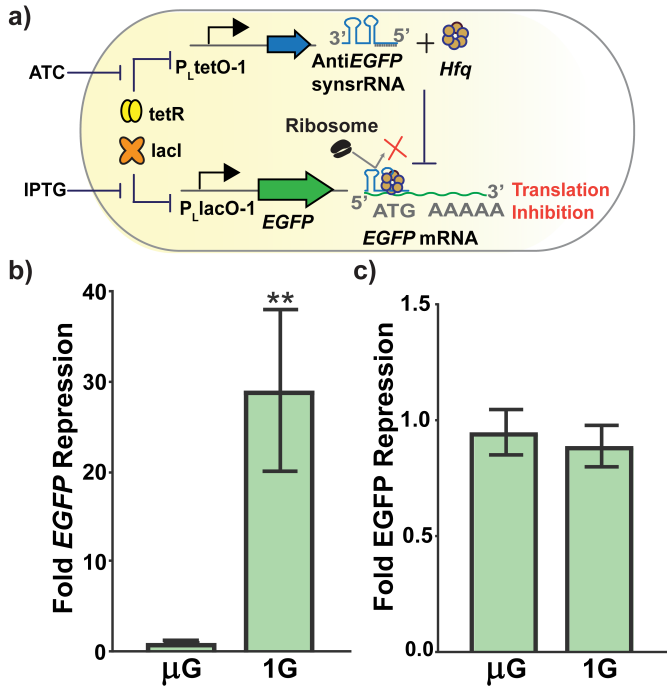 a)
3’ 5’
P_LtetO-1
AntiEGFP
synsrRNA
+
Hfq
ATC
tetR
lacI
Ribosome
IPTG
P_LlacO-1
EGFP
5’ 3’
ATG AAAAA
EGFP mRNA
Translation
Inhibition
b)
Fold EGFP Repression
40
30
20
10
0
**
μG 1G
c)
Fold EGFP Repression
1.5
1.0
0.5
0.0
μG 1G